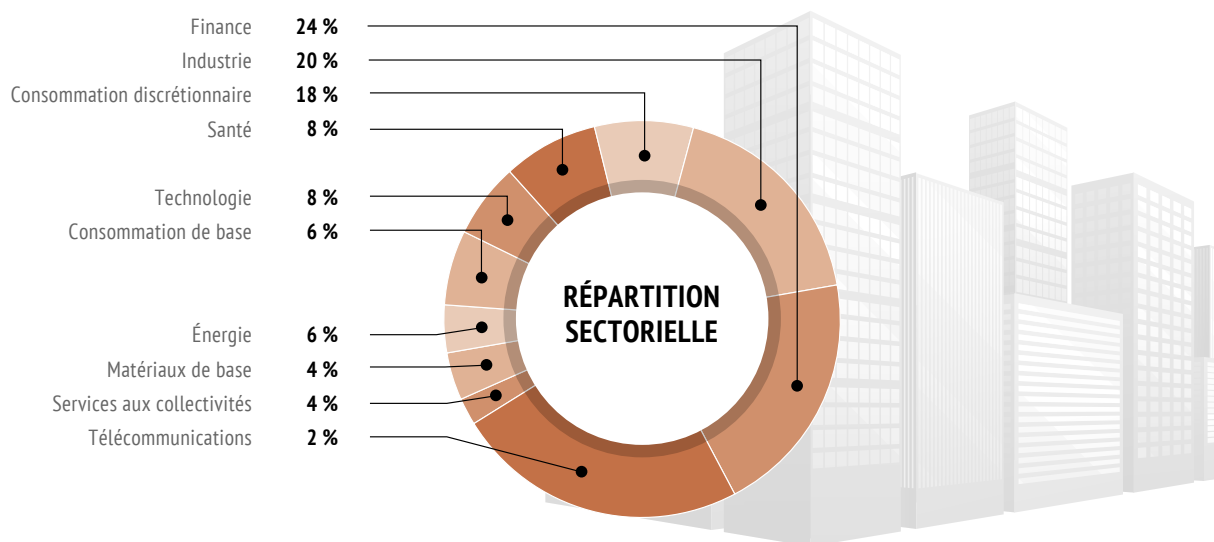 Finance 24 %
Industrie 20 %
Consommation discrétionnaire 18 %
Santé 8 %
Technologie 8 %
Consommation de base 6 %
Énergie 6 %
Matériaux de base 4 %
Services aux collectivités 4 %
Télécommunications 2 %
RÉPARTITION
SECTORIELLE